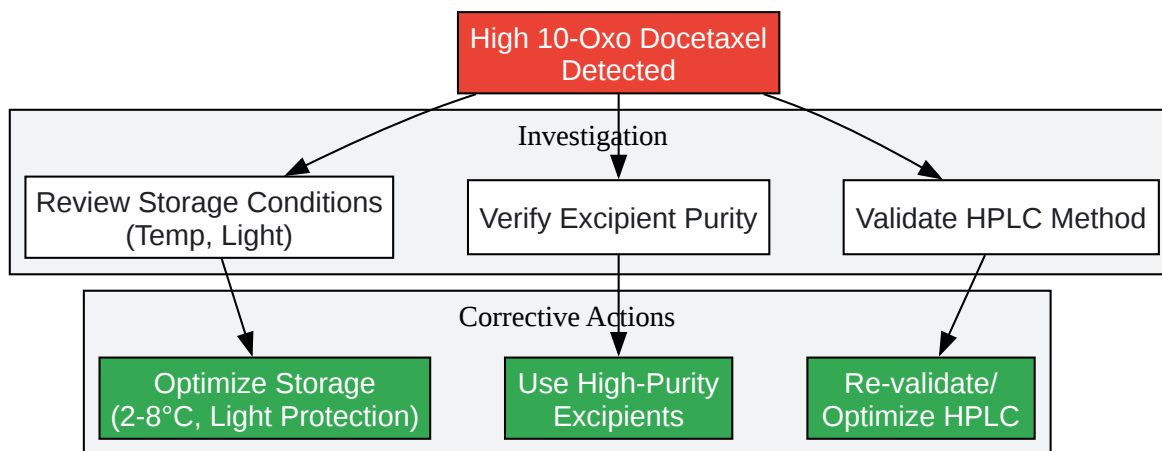 High 10-Oxo Docetaxel
Detected
Investigation
Review Storage Conditions
(Temp, Light)
Verify Excipient Purity
Validate HPLC Method
Corrective Actions
Optimize Storage
(2-8°C, Light Protection)
Use High-Purity
Excipients
Re-validate/
Optimize HPLC